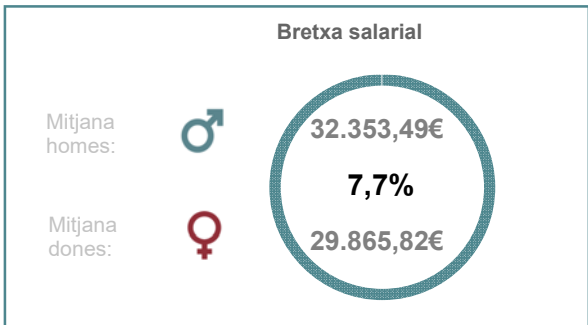 Bretxa salarial
Mitjana
homes:
32.353,49€
7,7%
Mitjana
dones:
29.865,82€